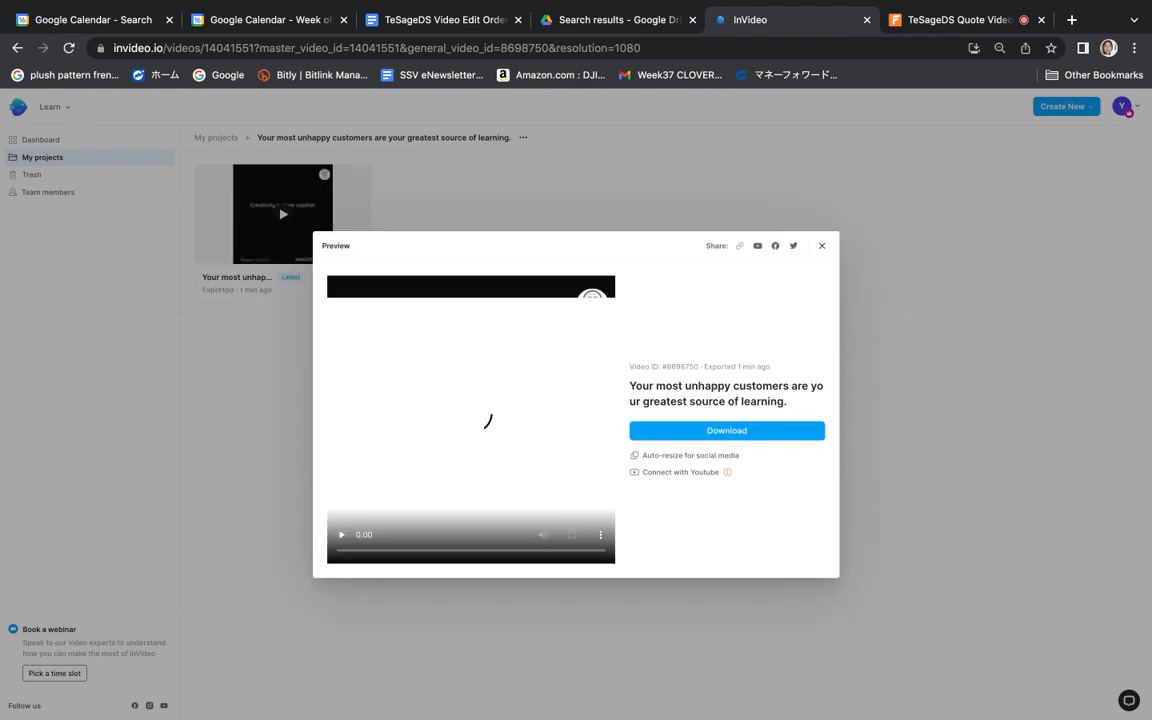 Google Calendar - Search
Google Calendar - Week of
TeSageDS Video Edit Orde
Search results - Google Dri
InVideo
TeSageDS Quote Video
invideo.io/videos/14041551?master_video_id=14041551&general_video_id=8698750&resolution=1080
plush pattern fren...
ホーム
Google
Bitly | Bitlink Mana...
SSV eNewsletter...
Amazon.com : DJI...
Week37 CLOVER...
マネーフォワード...
Other Bookmarks
Learn
Create New
Y
My projects
Your most unhappy customers are your greatest source of learning.
Dashboard
My projects
Trash
Team members
Your most unhap...
Latest
Exported · 1 min ago
Preview
Share:
Video ID: #8698750 · Exported 1 min ago
Your most unhappy customers are yo
ur greatest source of learning.
Download
Auto-resize for social media
Connect with Youtube
0:00
Book a webinar
Speak to our video experts to understand
how you can make the most of InVideo
Pick a time slot
Follow us